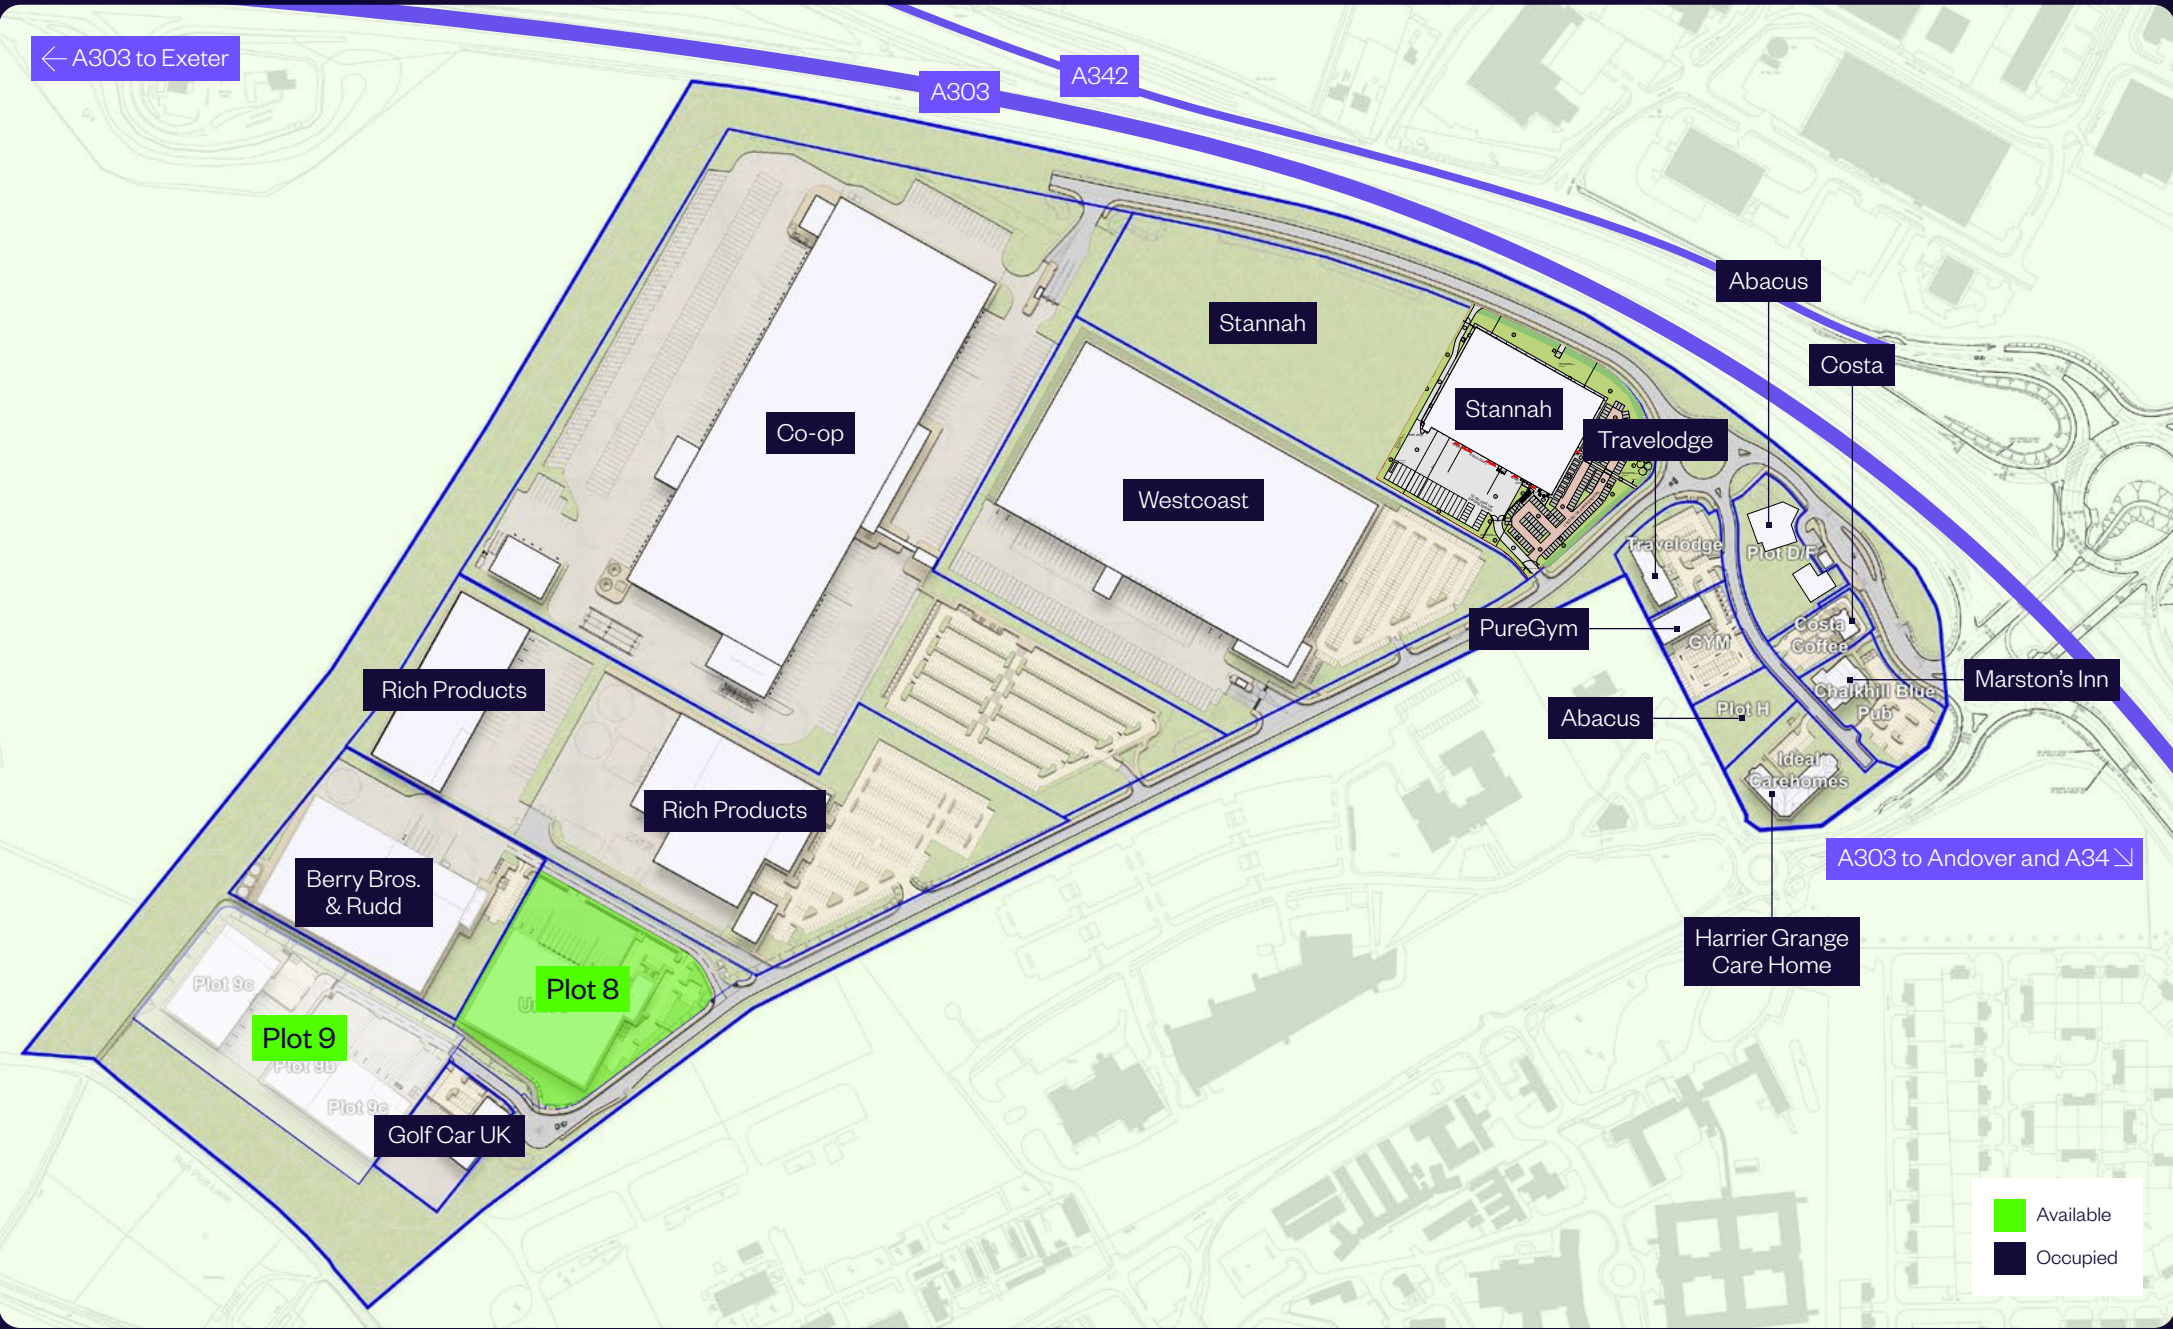 ← A303 to Exeter
A303
A342
Abacus
Costa
Stannah
Stannah
Travelodge
Co-op
Westcoast
Travelodge
Plot D/F
PureGym
GYM
Costa
Coffee
Marston's Inn
Chalkhill Blue
Pub
Abacus
Plot H
Ideal
Carehomes
Rich Products
Rich Products
A303 to Andover and A34 ↘
Berry Bros.
& Rudd
Harrier Grange
Care Home
Plot 8
Plot 9c
Plot 9
Plot 9b
Plot 9c
Golf Car UK
Available
Occupied